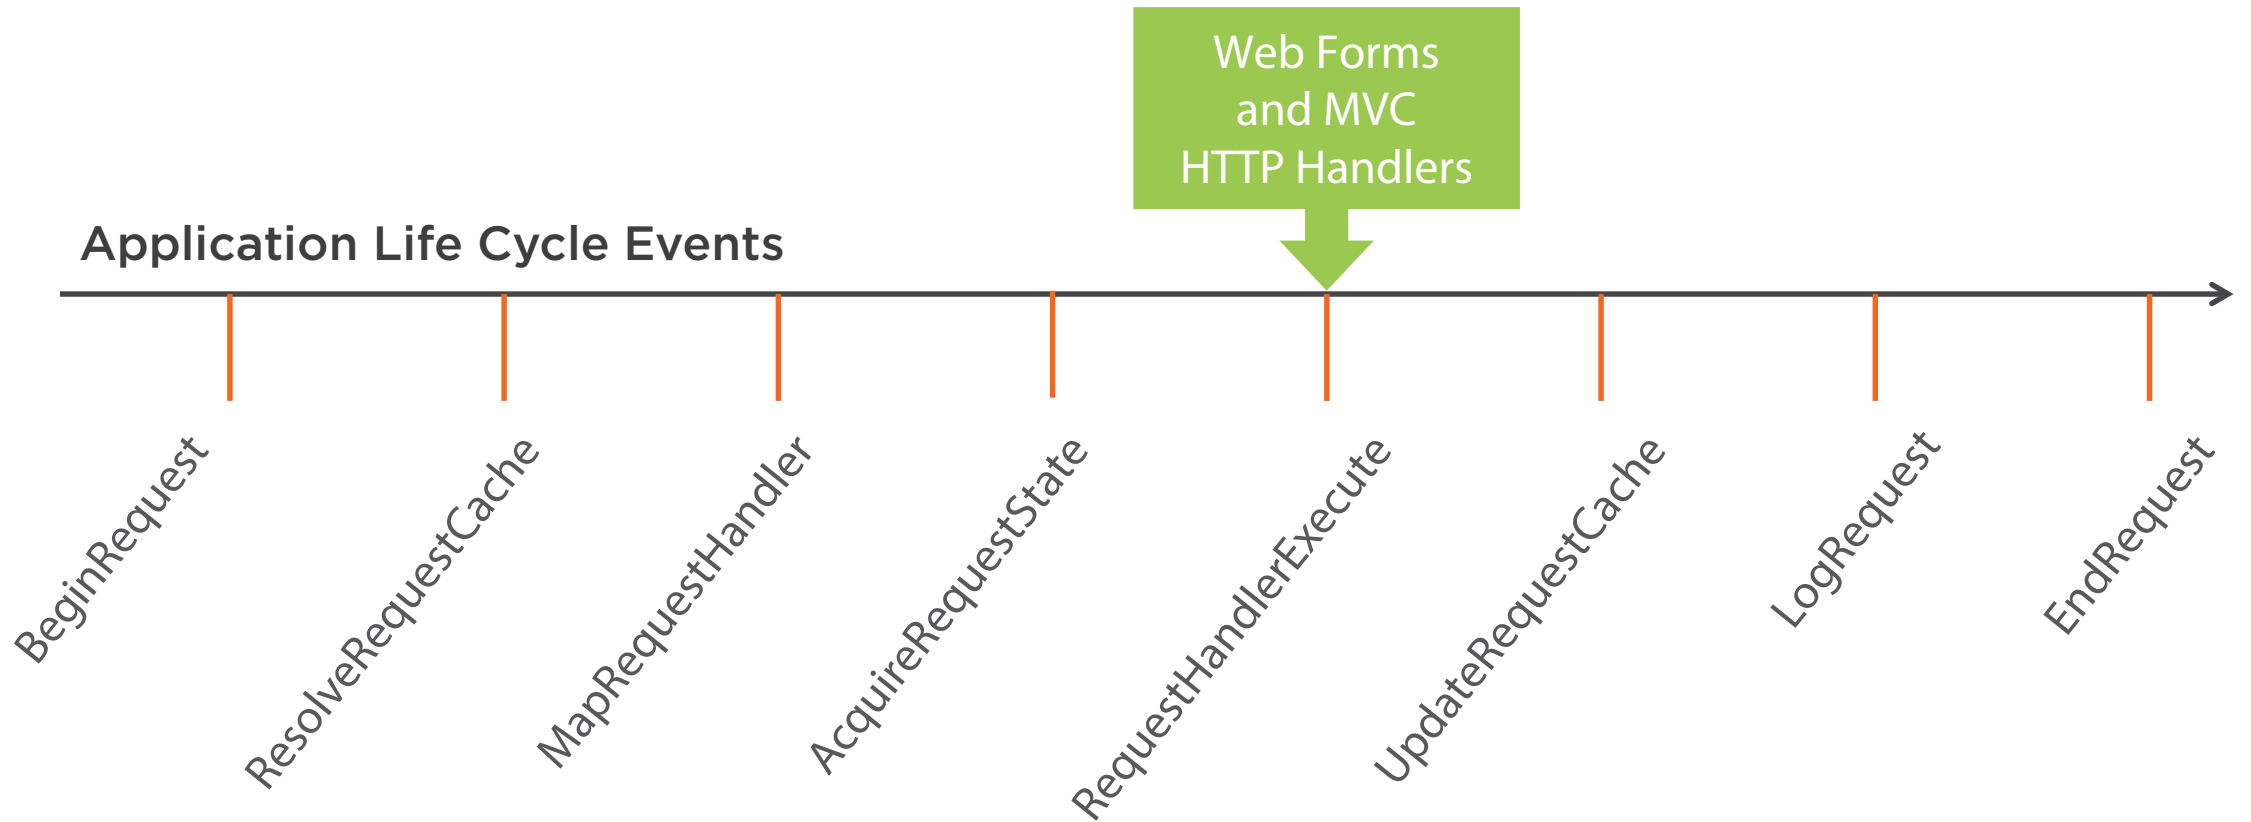 Web Forms
and MVC
HTTP Handlers
Application Life Cycle Events
BeginRequest
ResolveRequestCache
MapRequestHandler
AcquireRequestState
RequestHandlerExecute
UpdateRequestCache
LogRequest
EndRequest